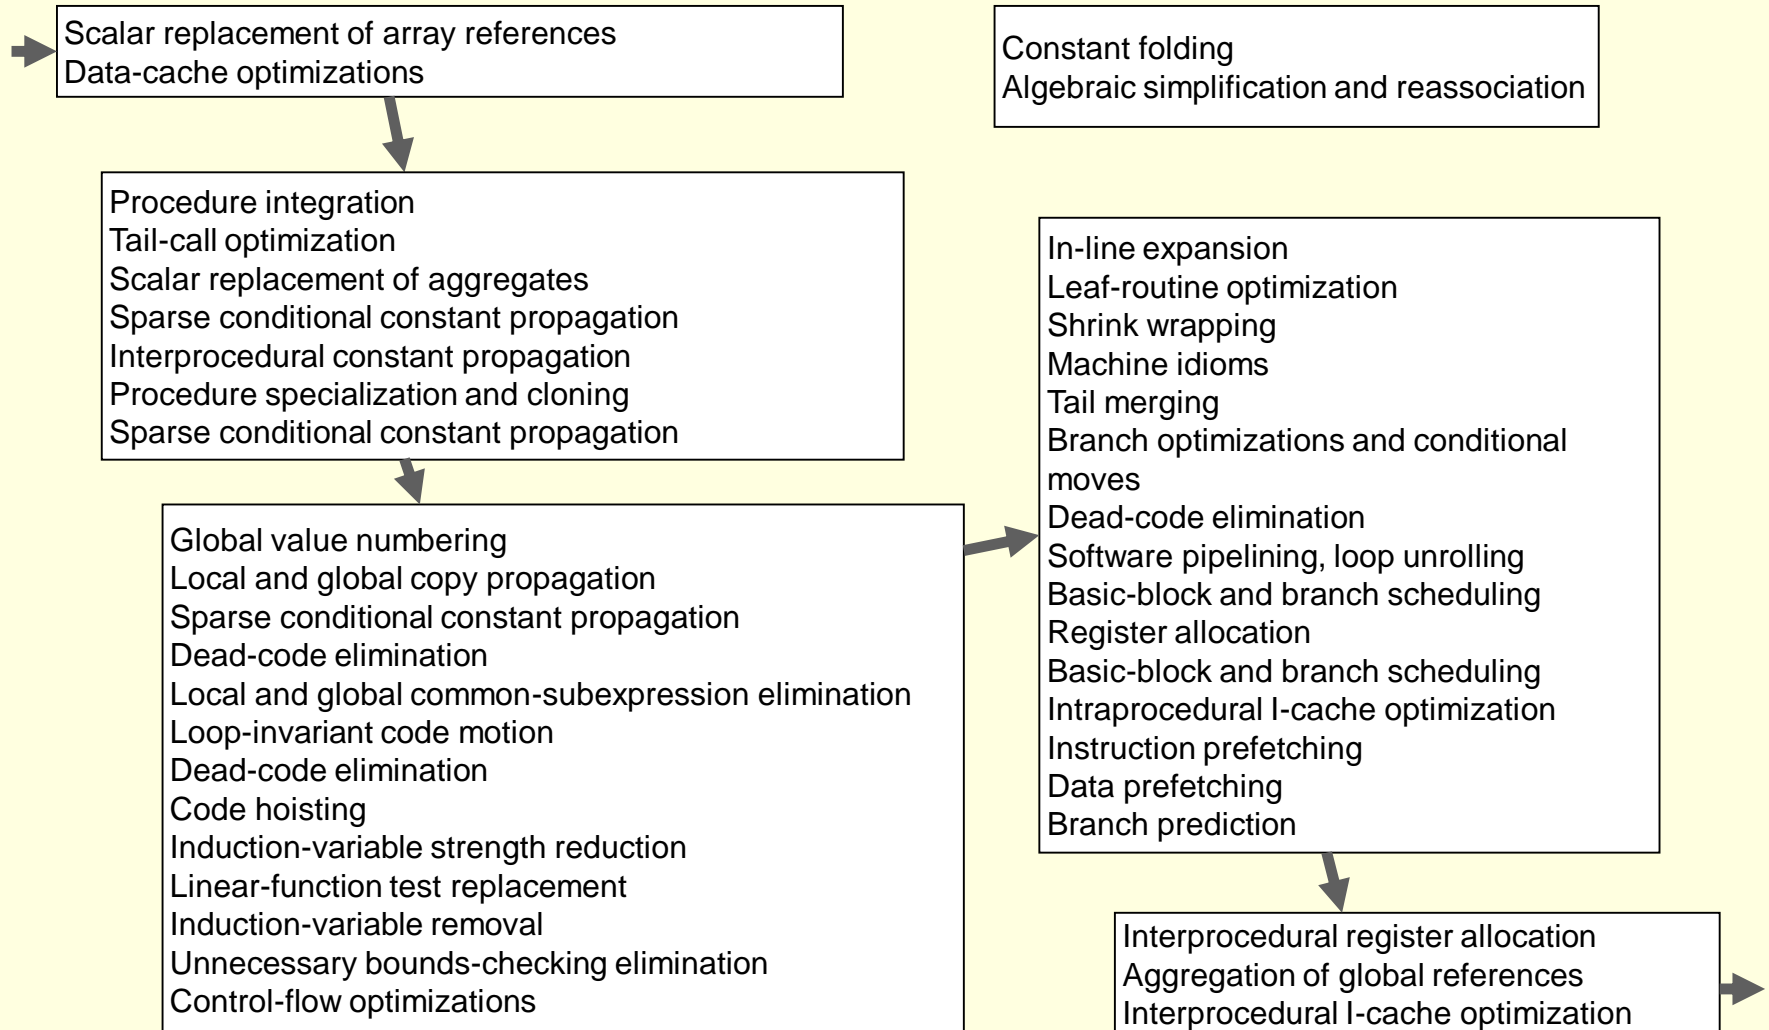 Scalar replacement of array references
Data-cache optimizations
Constant folding
Algebraic simplification and reassociation
Procedure integration
Tail-call optimization
Scalar replacement of aggregates
Sparse conditional constant propagation
Interprocedural constant propagation
Procedure specialization and cloning
Sparse conditional constant propagation
Global value numbering
Local and global copy propagation
Sparse conditional constant propagation
Dead-code elimination
Local and global common-subexpression elimination
Loop-invariant code motion
Dead-code elimination
Code hoisting
Induction-variable strength reduction
Linear-function test replacement
Induction-variable removal
Unnecessary bounds-checking elimination
Control-flow optimizations
In-line expansion
Leaf-routine optimization
Shrink wrapping
Machine idioms
Tail merging
Branch optimizations and conditional
moves
Dead-code elimination
Software pipelining, loop unrolling
Basic-block and branch scheduling
Register allocation
Basic-block and branch scheduling
Intraprocedural I-cache optimization
Instruction prefetching
Data prefetching
Branch prediction
Interprocedural register allocation
Aggregation of global references
Interprocedural I-cache optimization